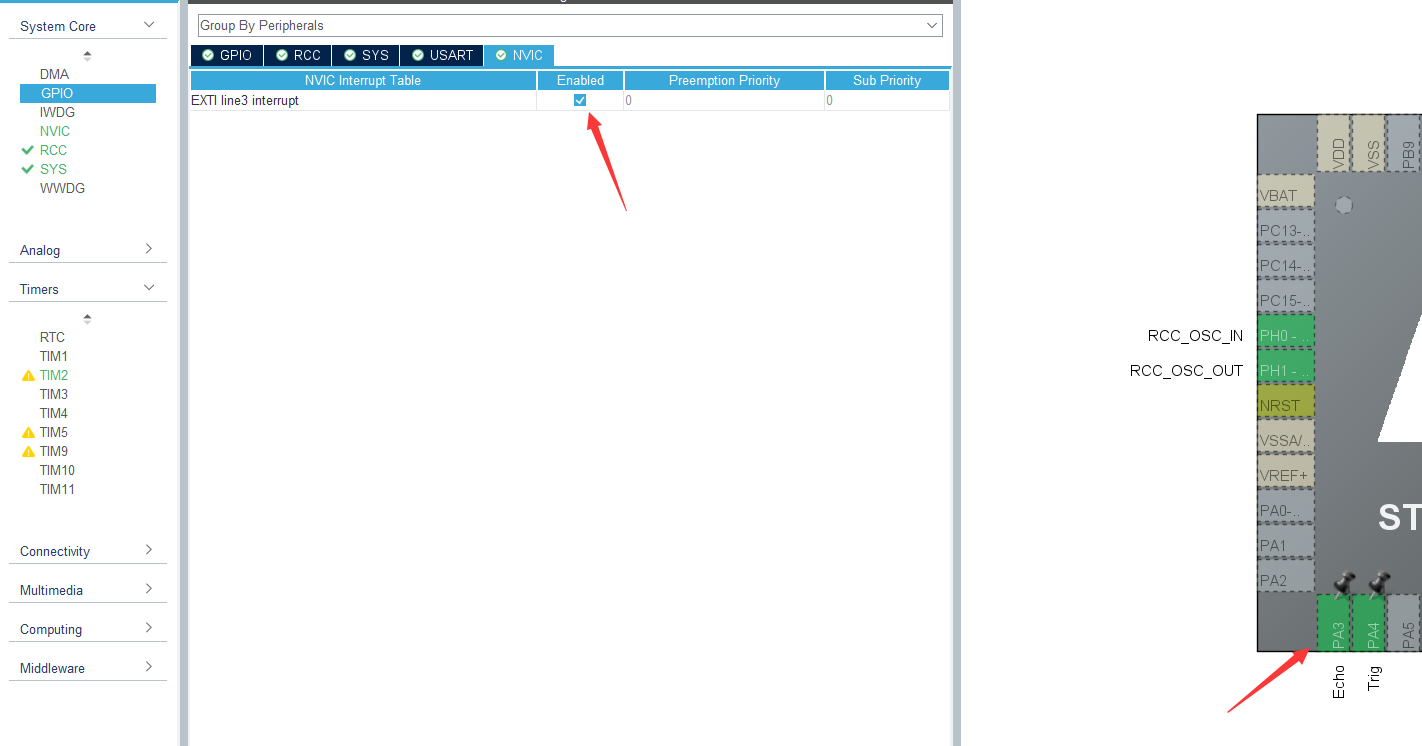 System Core
DMA
GPIO
IWDG
NVIC
RCC
SYS
WWDG
Analog
Timers
RTC
TIM1
TIM2
TIM3
TIM4
TIM5
TIM9
TIM10
TIM11
Connectivity
Multimedia
Computing
Middleware
Group By Peripherals
GPIO RCC SYS USART NVIC
NVIC Interrupt Table Enabled Preemption Priority Sub Priority
EXTI line3 interrupt 0 0
VDD
VSS
PB9
VBAT
PC13-..
PC14-..
PC15-..
RCC_OSC_IN PH0 - ..
RCC_OSC_OUT PH1 - ..
NRST
VSSA/..
VREF+
PA0-..
PA1
PA2
ST
PA3
PA4
PA5
Echo
Trig